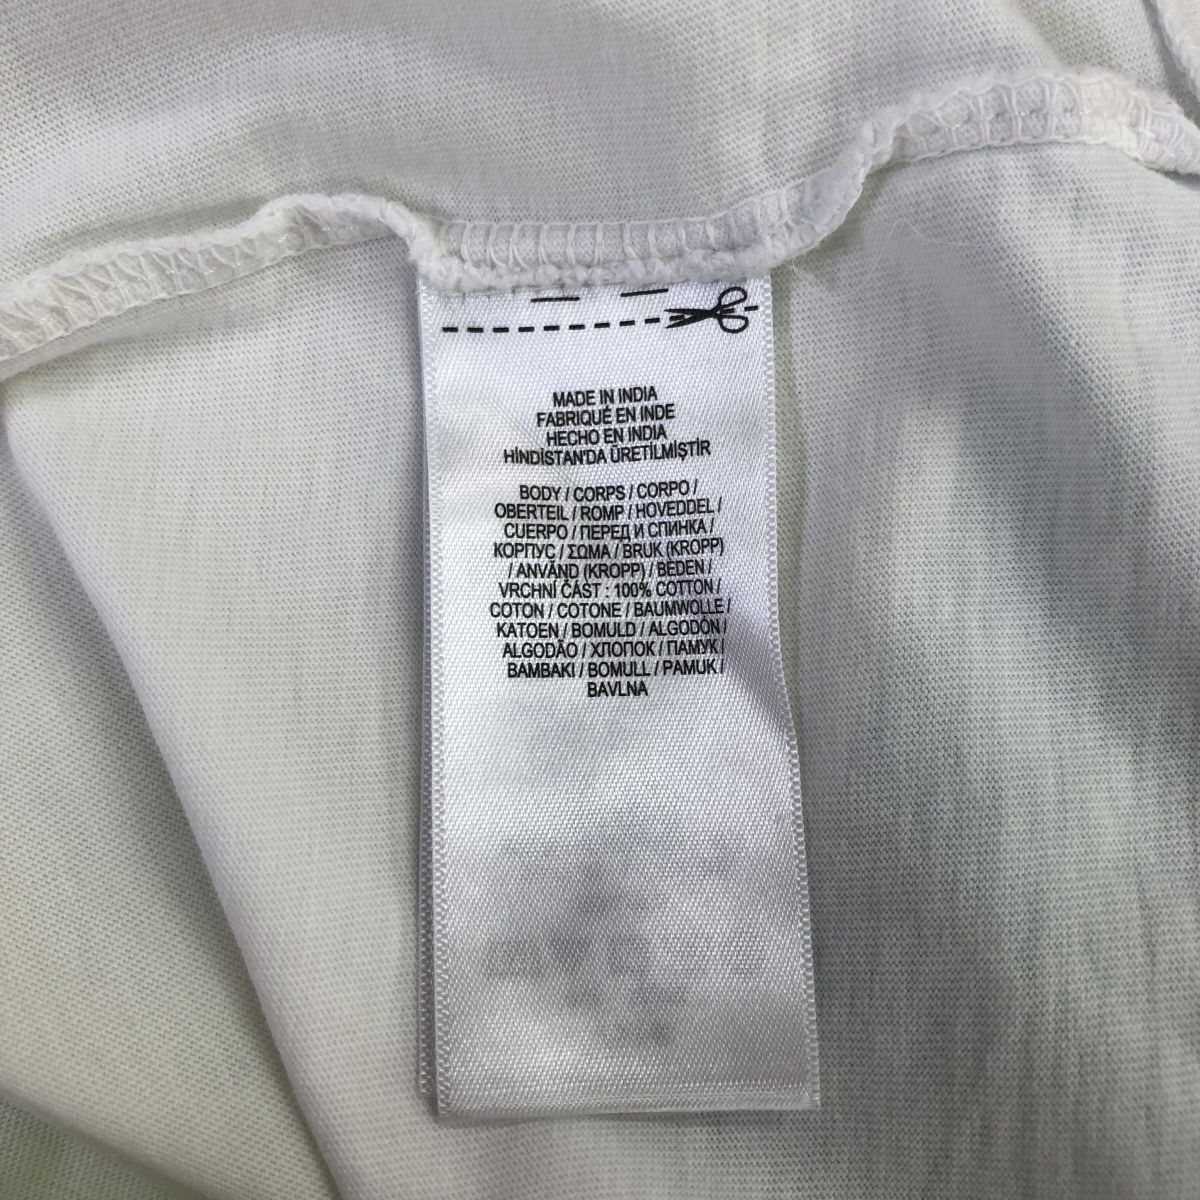 MADE IN INDIA
FABRIQUÉ EN INDE
HECHO EN INDIA
HİNDİSTAN'DA ÜRETİLMİŞTİR
BODY / CORPS / CORPO /
OBERTEIL / ROMP / HOVEDDEL /
CUERPO / ПЕРЕД И СПИНКА /
КОРПУС / ΣΩΜΑ / BRUK (KROPP)
/ ANVÄND (KROPP) / BEDEN /
VRCHNÍ ČÁST : 100% COTTON /
COTON / COTONE / BAUMWOLLE /
KATOEN / BOMULD / ALGODÓN /
ALGODÃO / ХЛОПОК / ПАМУК /
ΒΑΜΒΑΚΙ / BOMULL / PAMUK /
BAVLNA